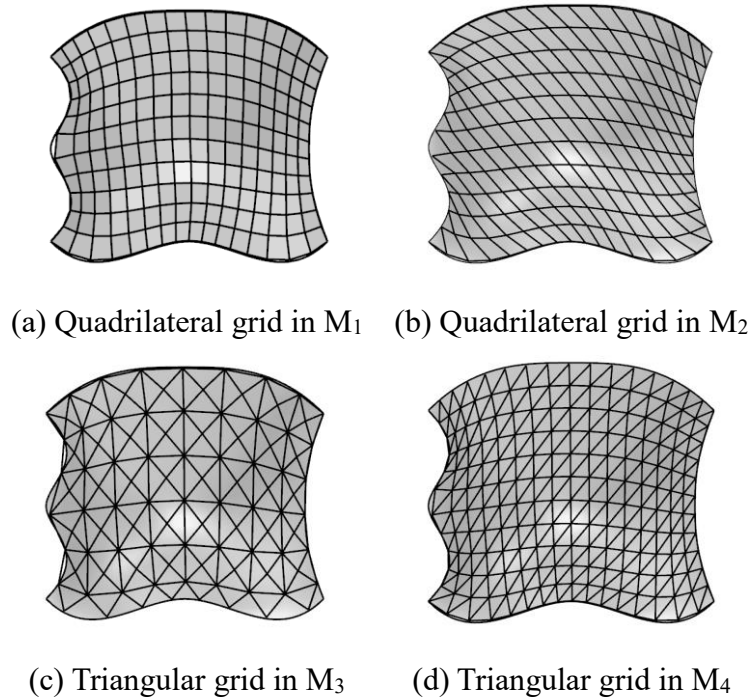 (a) Quadrilateral grid in M₁
(b) Quadrilateral grid in M₂
(c) Triangular grid in M₃
(d) Triangular grid in M₄